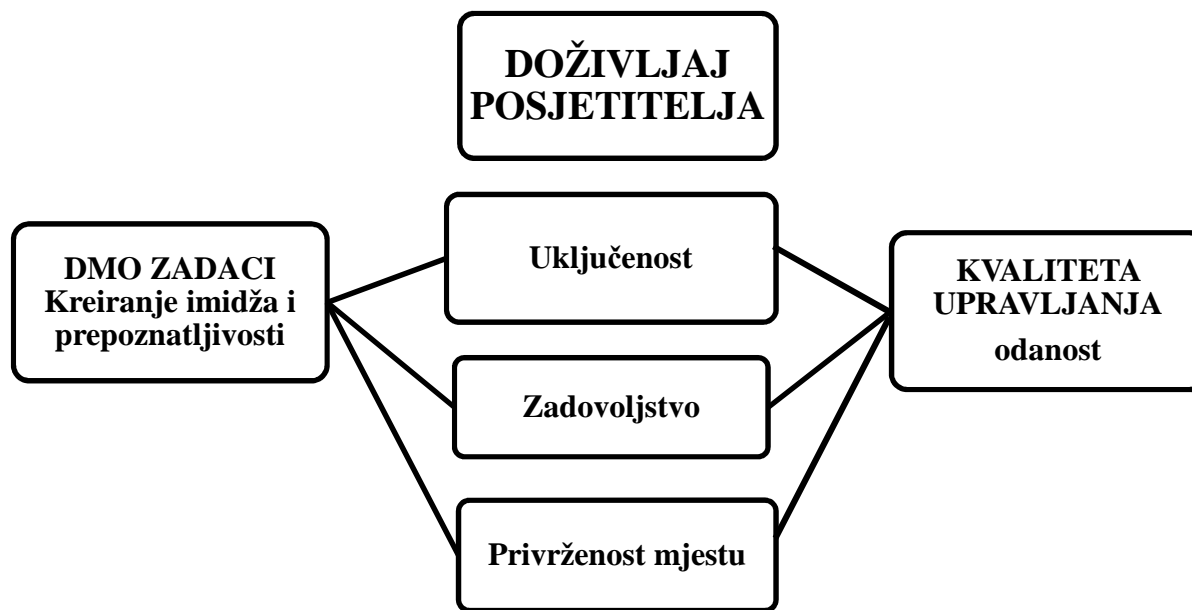 DOŽIVLJAJ
POSJETITELJA
DMO ZADACI
Kreiranje imidža i
prepoznatljivosti
Uključenost
Zadovoljstvo
Privrženost mjestu
KVALITETA
UPRAVLJANJA
odanost